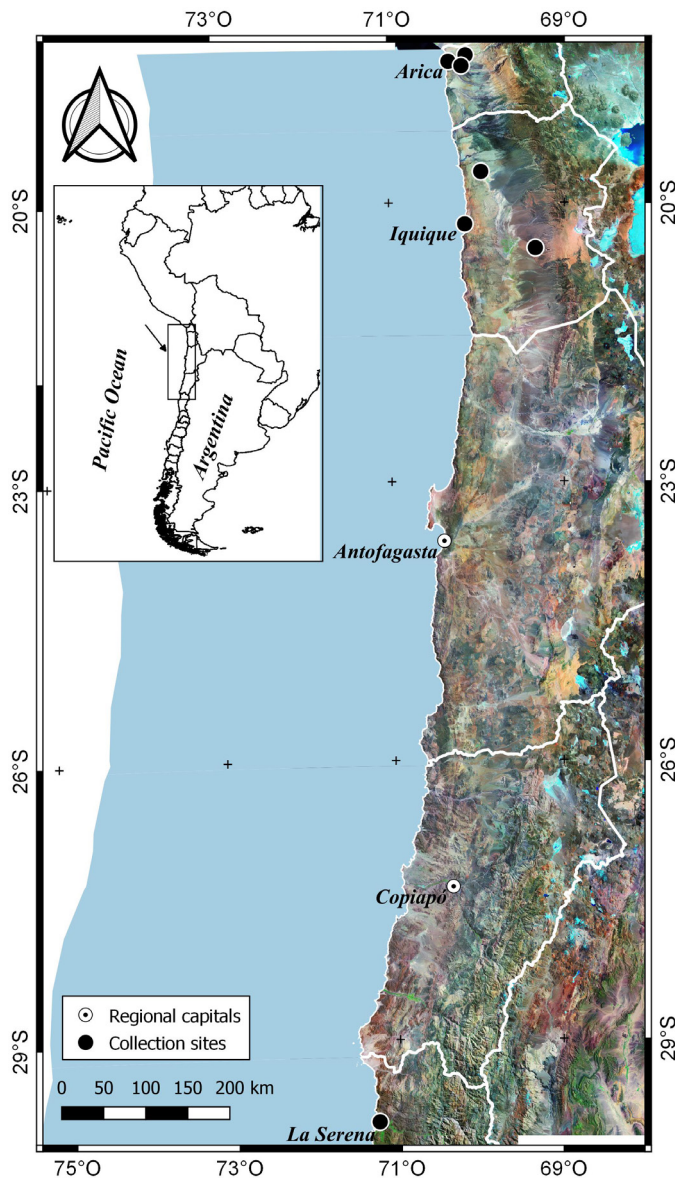 73°O 71°O 69°O
Arica
20°S 20°S
Iquique
Pacific Ocean
Argentina
23°S 23°S
Antofagasta
26°S 26°S
Copiapó
Regional capitals
Collection sites
29°S 29°S
0 50 100 150 200 km
La Serena
75°O 73°O 71°O 69°O